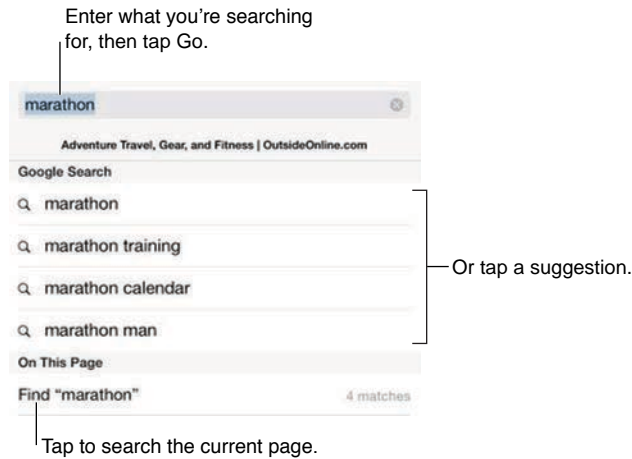 Enter what you're searching
for, then tap Go.
marathon
Adventure Travel, Gear, and Fitness | OutsideOnline.com
Google Search
marathon
marathon training
marathon calendar
marathon man
Or tap a suggestion.
On This Page
Find “marathon” 4 matches
Tap to search the current page.